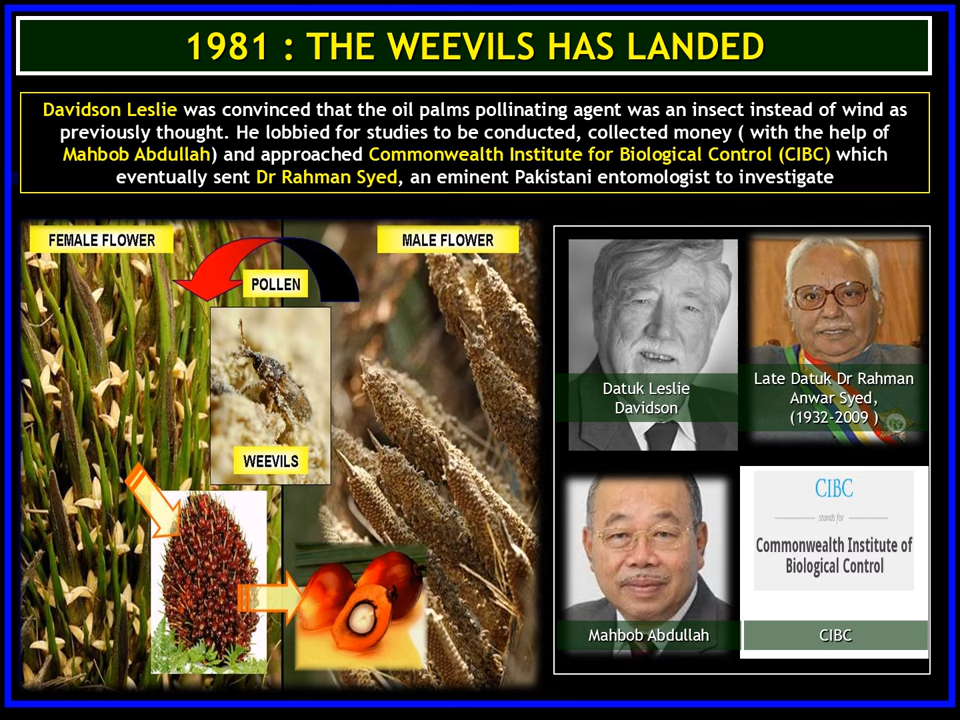 1981 : THE WEEVILS HAS LANDED
Davidson Leslie was convinced that the oil palms pollinating agent was an insect instead of wind as
previously thought. He lobbied for studies to be conducted, collected money ( with the help of
Mahbob Abdullah) and approached Commonwealth Institute for Biological Control (CIBC) which
eventually sent Dr Rahman Syed, an eminent Pakistani entomologist to investigate
FEMALE FLOWER
MALE FLOWER
POLLEN
WEEVILS
Datuk Leslie
Davidson
Late Datuk Dr Rahman
Anwar Syed,
(1932-2009 )
Mahbob Abdullah
CIBC
stands for
Commonwealth Institute of
Biological Control
CIBC